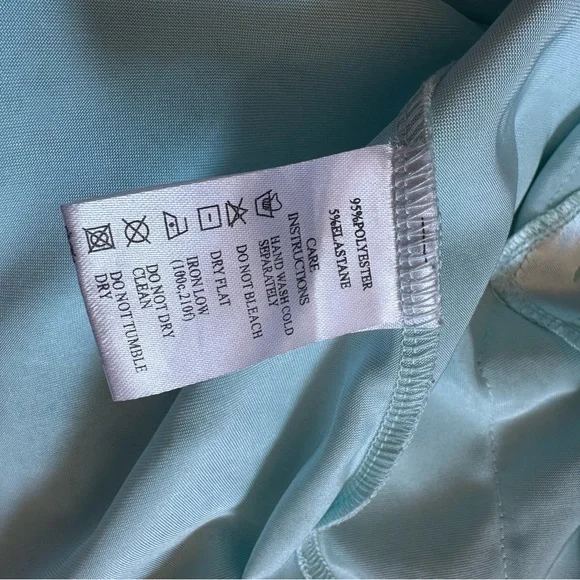 95%POLYESTER
5%ELASTANE
CARE
INSTRUCTIONS
HAND WASH COLD
SEPARATELY
DO NOT BLEACH
DRY FLAT
IRON LOW
(100c,210f)
DO NOT DRY
CLEAN
DO NOT TUMBLE
DRY